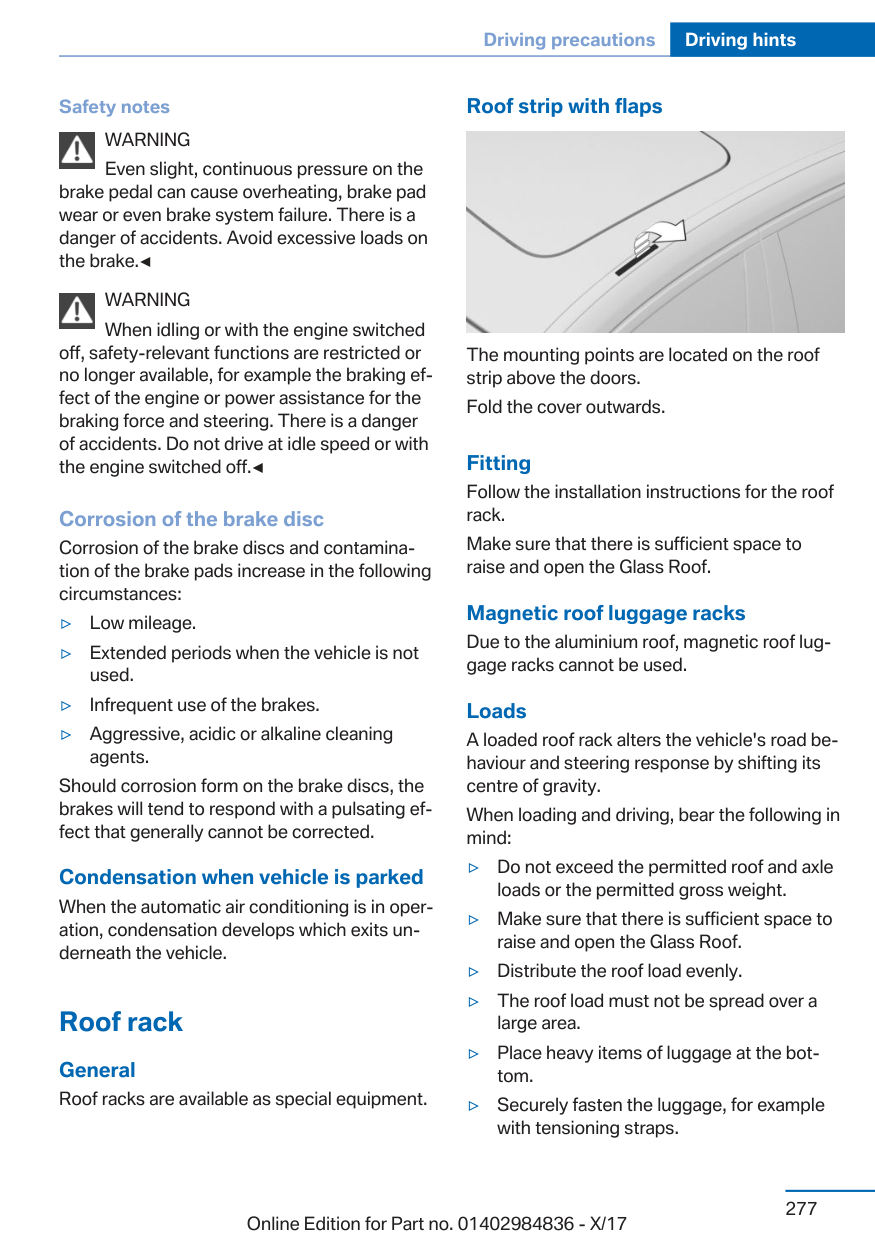 Driving precautions Driving hints
Safety notes
WARNING
Even slight, continuous pressure on the
brake pedal can cause overheating, brake pad
wear or even brake system failure. There is a
danger of accidents. Avoid excessive loads on
the brake.◄
WARNING
When idling or with the engine switched
off, safety-relevant functions are restricted or
no longer available, for example the braking ef-
fect of the engine or power assistance for the
braking force and steering. There is a danger
of accidents. Do not drive at idle speed or with
the engine switched off.◄
Corrosion of the brake disc
Corrosion of the brake discs and contamina-
tion of the brake pads increase in the following
circumstances:
▷ Low mileage.
▷ Extended periods when the vehicle is not
used.
▷ Infrequent use of the brakes.
▷ Aggressive, acidic or alkaline cleaning
agents.
Should corrosion form on the brake discs, the
brakes will tend to respond with a pulsating ef-
fect that generally cannot be corrected.
Condensation when vehicle is parked
When the automatic air conditioning is in oper-
ation, condensation develops which exits un-
derneath the vehicle.
Roof rack
General
Roof racks are available as special equipment.
Roof strip with flaps
The mounting points are located on the roof
strip above the doors.
Fold the cover outwards.
Fitting
Follow the installation instructions for the roof
rack.
Make sure that there is sufficient space to
raise and open the Glass Roof.
Magnetic roof luggage racks
Due to the aluminium roof, magnetic roof lug-
gage racks cannot be used.
Loads
A loaded roof rack alters the vehicle's road be-
haviour and steering response by shifting its
centre of gravity.
When loading and driving, bear the following in
mind:
▷ Do not exceed the permitted roof and axle
loads or the permitted gross weight.
▷ Make sure that there is sufficient space to
raise and open the Glass Roof.
▷ Distribute the roof load evenly.
▷ The roof load must not be spread over a
large area.
▷ Place heavy items of luggage at the bot-
tom.
▷ Securely fasten the luggage, for example
with tensioning straps.
277
Online Edition for Part no. 01402984836 - X/17